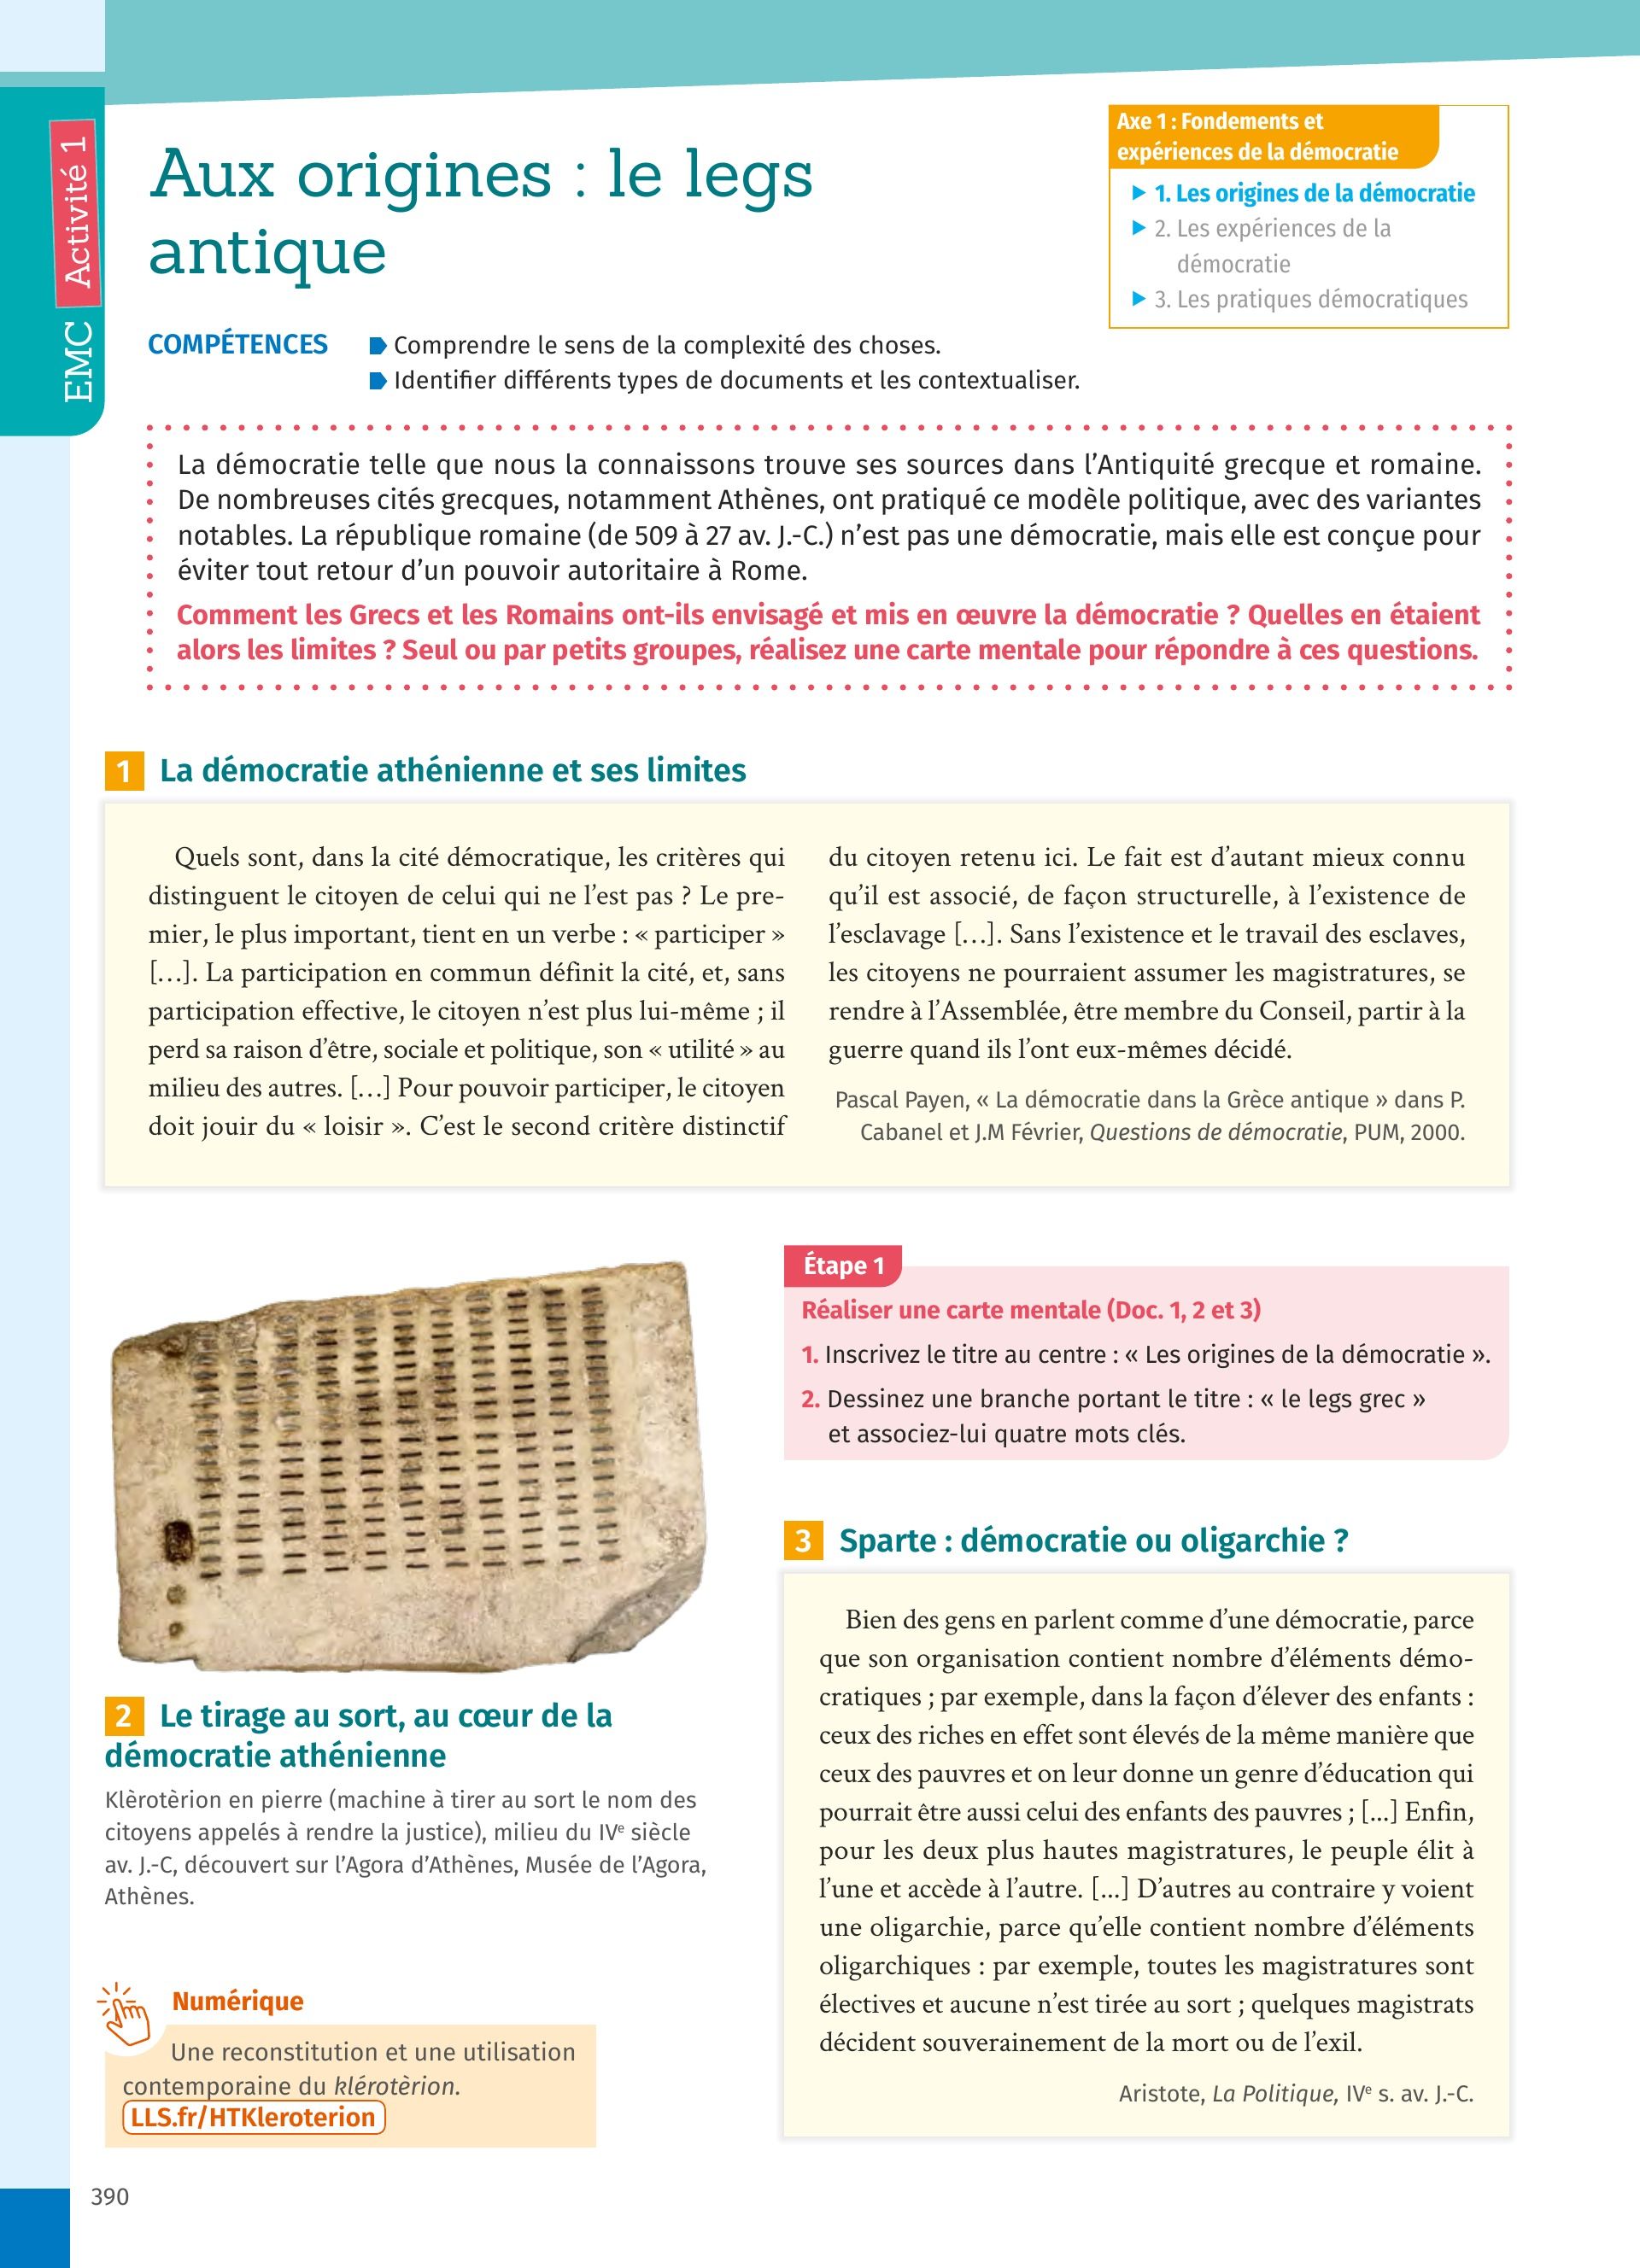 EMC Activité 1
Aux origines : le legs
antique
Axe 1 : Fondements et
expériences de la démocratie
1. Les origines de la démocratie
2. Les expériences de la
démocratie
3. Les pratiques démocratiques
COMPÉTENCES
Comprendre le sens de la complexité des choses.
Identifier différents types de documents et les contextualiser.
La démocratie telle que nous la connaissons trouve ses sources dans l’Antiquité grecque et romaine.
De nombreuses cités grecques, notamment Athènes, ont pratiqué ce modèle politique, avec des variantes
notables. La république romaine (de 509 à 27 av. J.-C.) n’est pas une démocratie, mais elle est conçue pour
éviter tout retour d’un pouvoir autoritaire à Rome.
Comment les Grecs et les Romains ont-ils envisagé et mis en œuvre la démocratie ? Quelles en étaient
alors les limites ? Seul ou par petits groupes, réalisez une carte mentale pour répondre à ces questions.
1 La démocratie athénienne et ses limites
Quels sont, dans la cité démocratique, les critères qui
distinguent le citoyen de celui qui ne l’est pas ? Le pre-
mier, le plus important, tient en un verbe : « participer »
[…]. La participation en commun définit la cité, et, sans
participation effective, le citoyen n’est plus lui-même ; il
perd sa raison d’être, sociale et politique, son « utilité » au
milieu des autres. […] Pour pouvoir participer, le citoyen
doit jouir du « loisir ». C’est le second critère distinctif
du citoyen retenu ici. Le fait est d’autant mieux connu
qu’il est associé, de façon structurelle, à l’existence de
l’esclavage […]. Sans l’existence et le travail des esclaves,
les citoyens ne pourraient assumer les magistratures, se
rendre à l’Assemblée, être membre du Conseil, partir à la
guerre quand ils l’ont eux-mêmes décidé.
Pascal Payen, « La démocratie dans la Grèce antique » dans P.
Cabanel et J.M Février, Questions de démocratie, PUM, 2000.
Étape 1
Réaliser une carte mentale (Doc. 1, 2 et 3)
1. Inscrivez le titre au centre : « Les origines de la démocratie ».
2. Dessinez une branche portant le titre : « le legs grec »
et associez-lui quatre mots clés.
2 Le tirage au sort, au cœur de la
démocratie athénienne
Klèrotèrion en pierre (machine à tirer au sort le nom des
citoyens appelés à rendre la justice), milieu du IVe siècle
av. J.-C, découvert sur l’Agora d’Athènes, Musée de l’Agora,
Athènes.
Numérique
Une reconstitution et une utilisation
contemporaine du klérotèrion.
LLS.fr/HTKleroterion
3 Sparte : démocratie ou oligarchie ?
Bien des gens en parlent comme d’une démocratie, parce
que son organisation contient nombre d’éléments démo-
cratiques ; par exemple, dans la façon d’élever des enfants :
ceux des riches en effet sont élevés de la même manière que
ceux des pauvres et on leur donne un genre d’éducation qui
pourrait être aussi celui des enfants des pauvres ; [...] Enfin,
pour les deux plus hautes magistratures, le peuple élit à
l’une et accède à l’autre. [...] D’autres au contraire y voient
une oligarchie, parce qu’elle contient nombre d’éléments
oligarchiques : par exemple, toutes les magistratures sont
électives et aucune n’est tirée au sort ; quelques magistrats
décident souverainement de la mort ou de l’exil.
Aristote, La Politique, IVe s. av. J.-C.
390